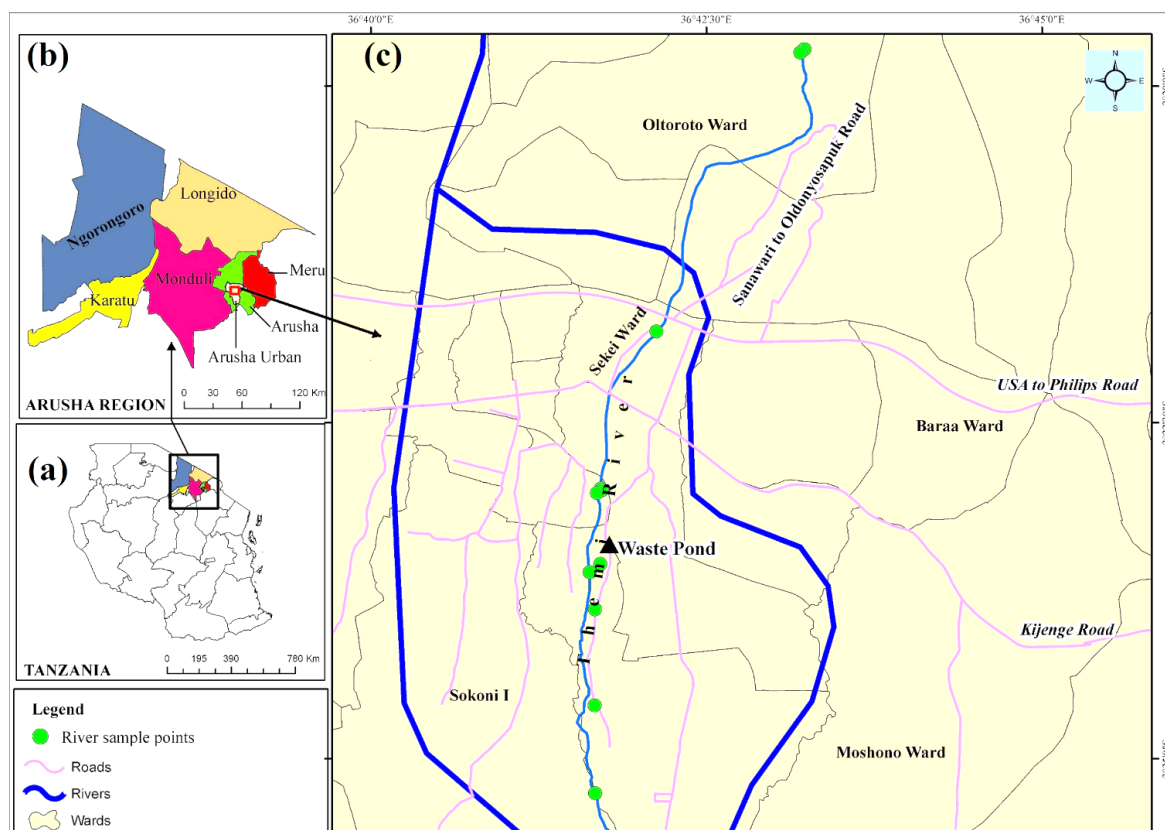 36°40'0"E
36°42'30"E
36°45'0"E
(b)
Longido
Ngorongoro
Monduli
Meru
Karatu
Arusha
Arusha Urban
0 30 60 120 Km
ARUSHA REGION
(a)
TANZANIA
0 195 390 780 Km
Legend
River sample points
Roads
Rivers
Wards
(c)
N
W E
S
Oltoroto Ward
Sanawari to Oldonyosapuk Road
Sekei Ward
USA to Philips Road
Baraa Ward
Themi River
Waste Pond
Kijenge Road
Sokoni I
Moshono Ward